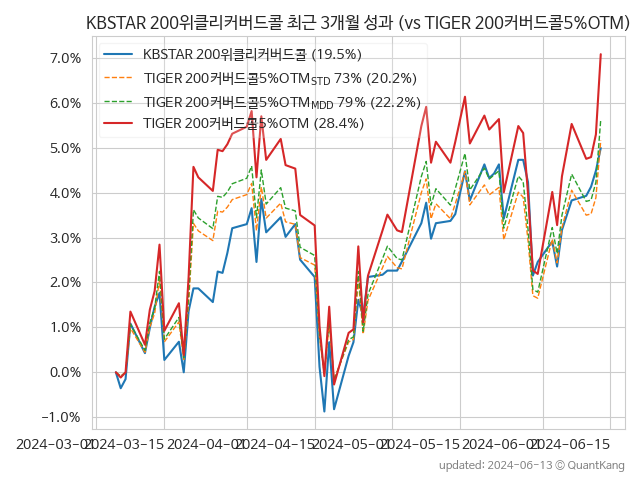 KBSTAR 200위클리커버드콜 최근 3개월 성과 (vs TIGER 200커버드콜5%OTM)
KBSTAR 200위클리커버드콜 (19.5%)
TIGER 200커버드콜5%OTM_STD 73% (20.2%)
TIGER 200커버드콜5%OTM_MDD 79% (22.2%)
TIGER 200커버드콜5%OTM (28.4%)
7.0%
6.0%
5.0%
4.0%
3.0%
2.0%
1.0%
0.0%
−1.0%
2024-03-01 2024-03-15 2024-04-01 2024-04-15 2024-05-01 2024-05-15 2024-06-01 2024-06-15
updated: 2024-06-13 © QuantKang